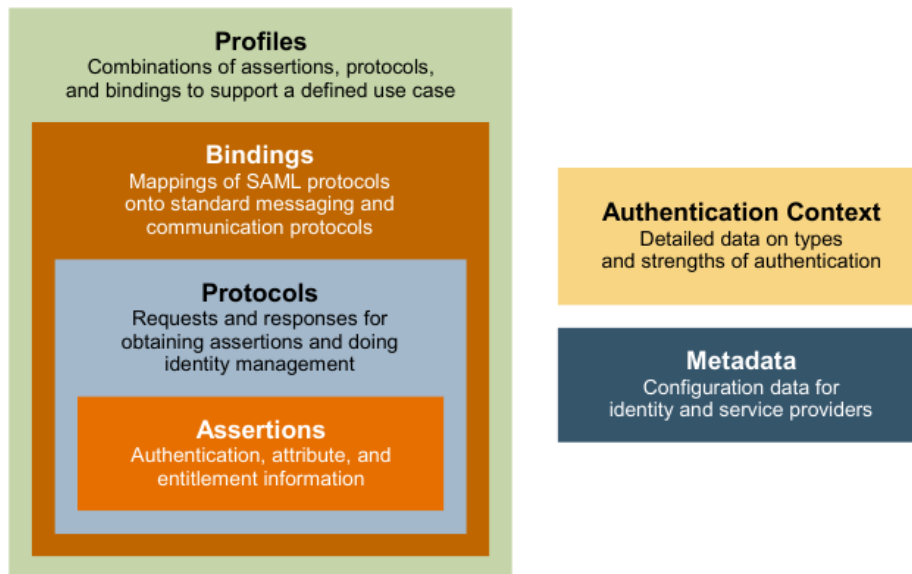 Profiles
Combinations of assertions, protocols,
and bindings to support a defined use case
Bindings
Mappings of SAML protocols
onto standard messaging and
communication protocols
Protocols
Requests and responses for
obtaining assertions and doing
identity management
Assertions
Authentication, attribute, and
entitlement information
Authentication Context
Detailed data on types
and strengths of authentication
Metadata
Configuration data for
identity and service providers